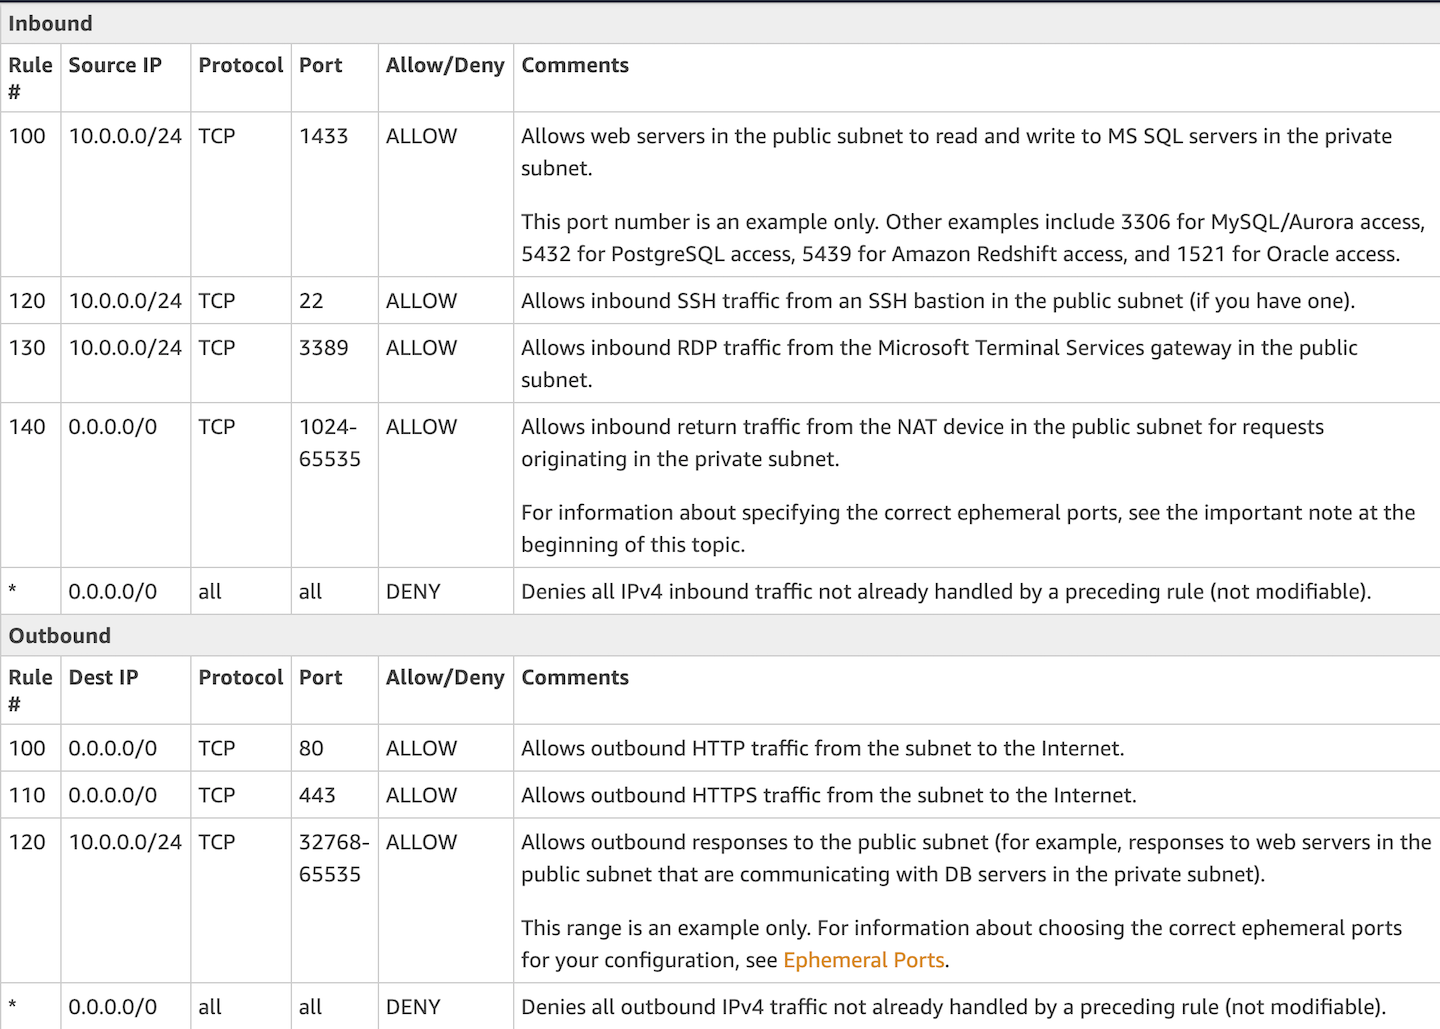 Inbound
Rule # Source IP Protocol Port Allow/Deny Comments
100 10.0.0.0/24 TCP 1433 ALLOW Allows web servers in the public subnet to read and write to MS SQL servers in the private
subnet.
This port number is an example only. Other examples include 3306 for MySQL/Aurora access,
5432 for PostgreSQL access, 5439 for Amazon Redshift access, and 1521 for Oracle access.
120 10.0.0.0/24 TCP 22 ALLOW Allows inbound SSH traffic from an SSH bastion in the public subnet (if you have one).
130 10.0.0.0/24 TCP 3389 ALLOW Allows inbound RDP traffic from the Microsoft Terminal Services gateway in the public
subnet.
140 0.0.0.0/0 TCP 1024- ALLOW Allows inbound return traffic from the NAT device in the public subnet for requests
65535 originating in the private subnet.
For information about specifying the correct ephemeral ports, see the important note at the
beginning of this topic.
* 0.0.0.0/0 all all DENY Denies all IPv4 inbound traffic not already handled by a preceding rule (not modifiable).
Outbound
Rule # Dest IP Protocol Port Allow/Deny Comments
100 0.0.0.0/0 TCP 80 ALLOW Allows outbound HTTP traffic from the subnet to the Internet.
110 0.0.0.0/0 TCP 443 ALLOW Allows outbound HTTPS traffic from the subnet to the Internet.
120 10.0.0.0/24 TCP 32768- ALLOW Allows outbound responses to the public subnet (for example, responses to web servers in the
65535 public subnet that are communicating with DB servers in the private subnet).
This range is an example only. For information about choosing the correct ephemeral ports
for your configuration, see Ephemeral Ports.
* 0.0.0.0/0 all all DENY Denies all outbound IPv4 traffic not already handled by a preceding rule (not modifiable).